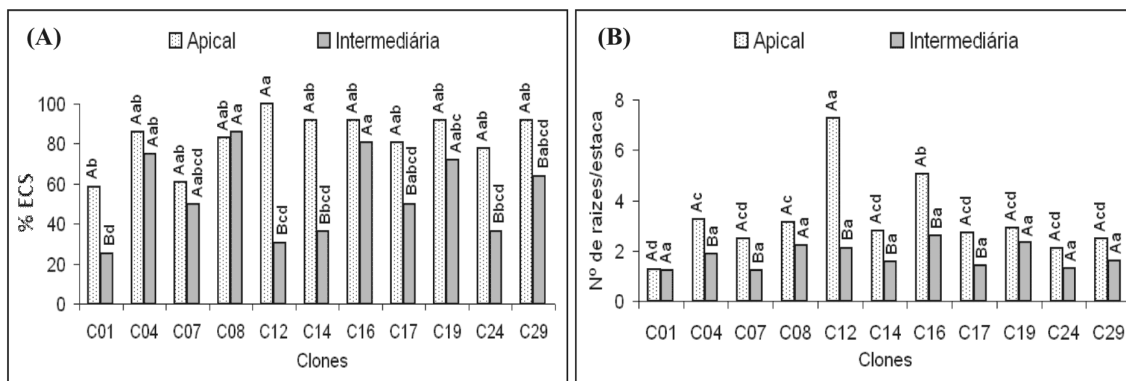 (A)
Apical Intermediária
% ECS
100
80
60
40
20
0
Ab Bd Aab Aab Aab Aabcd Aab Aa Aa Bcd Aab Bbcd Aab Aa Aab Babcd Aab Aabc Aab Bbcd Aab Babcd
C01 C04 C07 C08 C12 C14 C16 C17 C19 C24 C29
Clones
(B)
Apical Intermediária
Nº de raízes/estaca
8
6
4
2
0
Ad Aa Ac Ba Acd Ba Ac Aa Aa Ba Acd Ba Ab Ba Acd Ba Acd Aa Acd Aa Acd Aa
C01 C04 C07 C08 C12 C14 C16 C17 C19 C24 C29
Clones